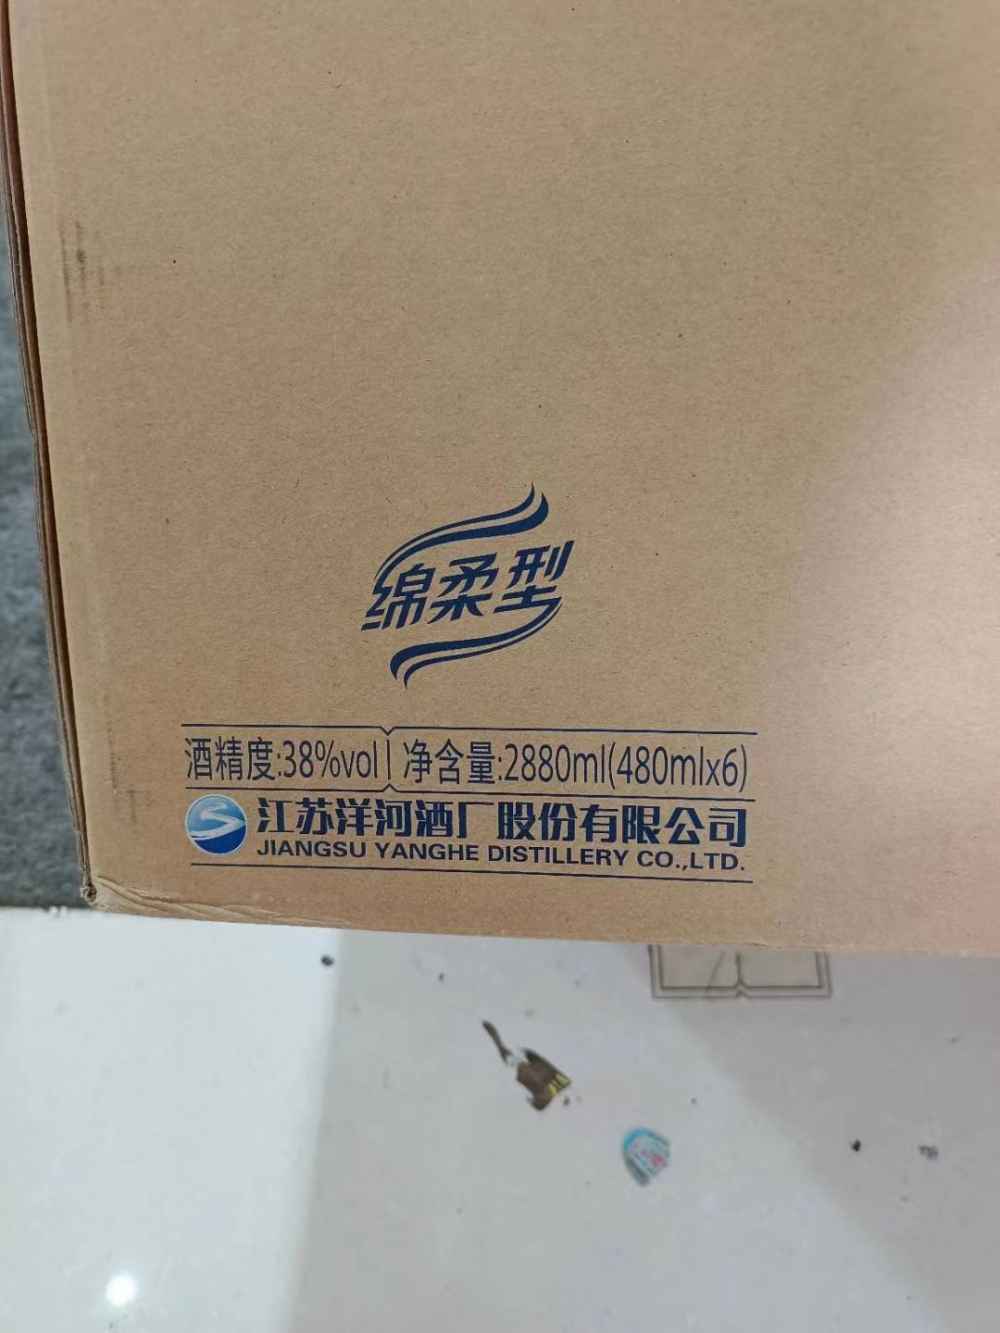 绵柔型
酒精度:38%vol 净含量:2880ml(480mlx6)
江苏洋河酒厂股份有限公司
JIANGSU YANGHE DISTILLERY CO.,LTD.